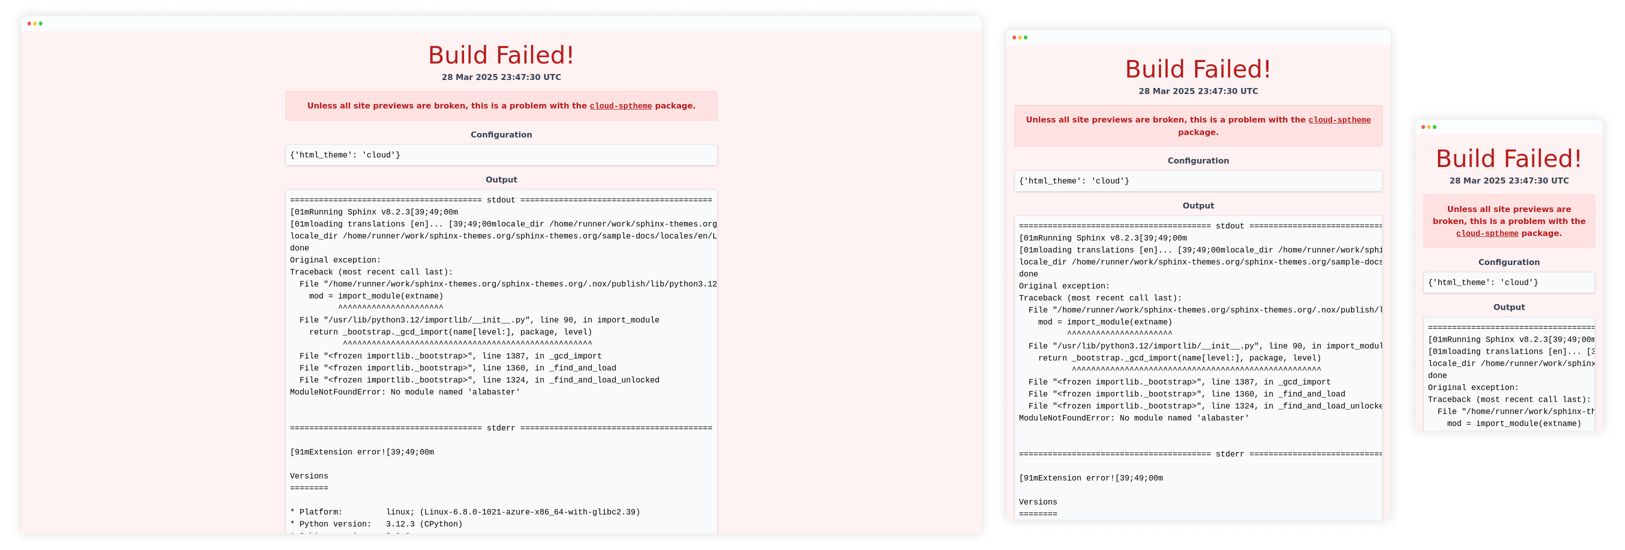 Build Failed!
28 Mar 2025 23:47:30 UTC
Unless all site previews are broken, this is a problem with the cloud-sptheme package.
Configuration
{'html_theme': 'cloud'}
Output
======================================== stdout ========================================
[01mRunning Sphinx v8.2.3[39;49;00m
[01mloading translations [en]... [39;49;00mlocale_dir /home/runner/work/sphinx-themes.org
locale_dir /home/runner/work/sphinx-themes.org/sphinx-themes.org/sample-docs/locales/en/L
done
Original exception:
Traceback (most recent call last):
  File "/home/runner/work/sphinx-themes.org/sphinx-themes.org/.nox/publish/lib/python3.12
    mod = import_module(extname)
          ^^^^^^^^^^^^^^^^^^^^^^
  File "/usr/lib/python3.12/importlib/__init__.py", line 90, in import_module
    return _bootstrap._gcd_import(name[level:], package, level)
           ^^^^^^^^^^^^^^^^^^^^^^^^^^^^^^^^^^^^^^^^^^^^^^^^^^^^
  File "<frozen importlib._bootstrap>", line 1387, in _gcd_import
  File "<frozen importlib._bootstrap>", line 1360, in _find_and_load
  File "<frozen importlib._bootstrap>", line 1324, in _find_and_load_unlocked
ModuleNotFoundError: No module named 'alabaster'
======================================== stderr ========================================
[91mExtension error![39;49;00m
Versions
========
* Platform:         linux; (Linux-6.8.0-1021-azure-x86_64-with-glibc2.39)
* Python version:   3.12.3 (CPython)
Build Failed!
28 Mar 2025 23:47:30 UTC
Unless all site previews are broken, this is a problem with the cloud-sptheme
package.
Configuration
{'html_theme': 'cloud'}
Output
======================================== stdout ============================
[01mRunning Sphinx v8.2.3[39;49;00m
[01mloading translations [en]... [39;49;00mlocale_dir /home/runner/work/sphi
locale_dir /home/runner/work/sphinx-themes.org/sphinx-themes.org/sample-docs
done
Original exception:
Traceback (most recent call last):
  File "/home/runner/work/sphinx-themes.org/sphinx-themes.org/.nox/publish/l
    mod = import_module(extname)
          ^^^^^^^^^^^^^^^^^^^^^^
  File "/usr/lib/python3.12/importlib/__init__.py", line 90, in import_modul
    return _bootstrap._gcd_import(name[level:], package, level)
           ^^^^^^^^^^^^^^^^^^^^^^^^^^^^^^^^^^^^^^^^^^^^^^^^^^^^
  File "<frozen importlib._bootstrap>", line 1387, in _gcd_import
  File "<frozen importlib._bootstrap>", line 1360, in _find_and_load
  File "<frozen importlib._bootstrap>", line 1324, in _find_and_load_unlocke
ModuleNotFoundError: No module named 'alabaster'
======================================== stderr ============================
[91mExtension error![39;49;00m
Versions
========
Build Failed!
28 Mar 2025 23:47:30 UTC
Unless all site previews are
broken, this is a problem with the
cloud-sptheme package.
Configuration
{'html_theme': 'cloud'}
Output
===================================
[01mRunning Sphinx v8.2.3[39;49;00m
[01mloading translations [en]... [3
locale_dir /home/runner/work/sphinx
done
Original exception:
Traceback (most recent call last):
  File "/home/runner/work/sphinx-th
    mod = import_module(extname)